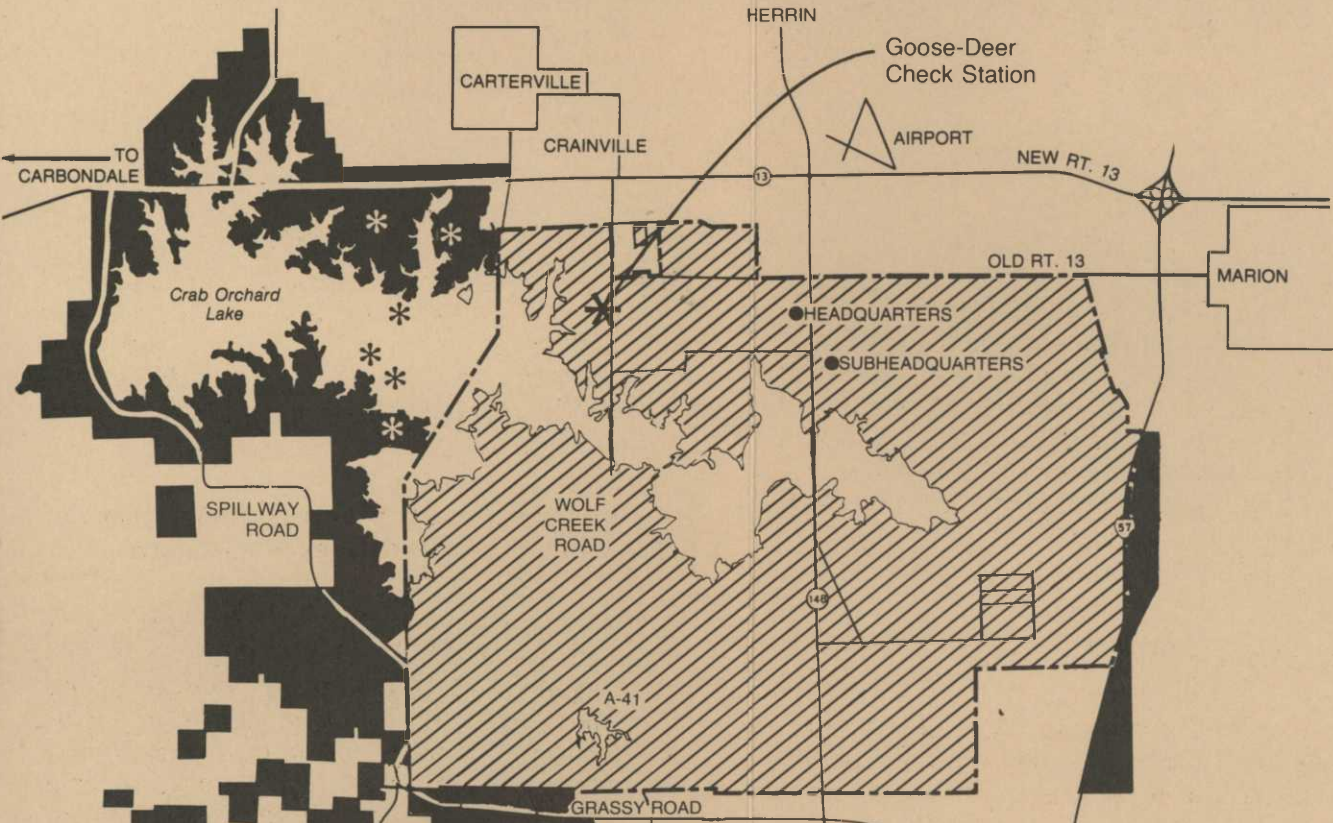 HERRIN
Goose-Deer
Check Station
CARTERVILLE
CRAINVILLE
AIRPORT
TO
CARBONDALE
NEW RT. 13
13
OLD RT. 13
MARION
Crab Orchard
Lake
HEADQUARTERS
SUBHEADQUARTERS
SPILLWAY
ROAD
WOLF
CREEK
ROAD
57
148
A-41
GRASSY ROAD